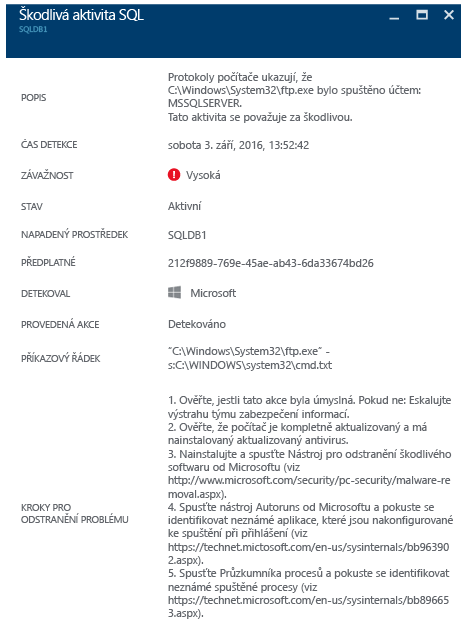 Škodlivá aktivita SQL
SQLDB1
POPIS
Protokoly počítače ukazují, že
C:\Windows\System32\ftp.exe bylo spuštěno účtem:
MSSQLSERVER.
Tato aktivita se považuje za škodlivou.
ČAS DETEKCE
sobota 3. září, 2016, 13:52:42
ZÁVAŽNOST
Vysoká
STAV
Aktivní
NAPADENÝ PROSTŘEDEK
SQLDB1
PŘEDPLATNÉ
212f9889-769e-45ae-ab43-6da33674bd26
DETEKOVAL
Microsoft
PROVEDENÁ AKCE
Detekováno
PŘÍKAZOVÝ ŘÁDEK
"C:\Windows\System32\ftp.exe" -
s:C:\WINDOWS\system32\cmd.txt
KROKY PRO
ODSTRANĚNÍ PROBLÉMU
1. Ověřte, jestli tato akce byla úmyslná. Pokud ne: Eskalujte
výstrahu týmu zabezpečení informací.
2. Ověřte, že počítač je kompletně aktualizovaný a má
nainstalovaný aktualizovaný antivirus.
3. Nainstalujte a spusťte Nástroj pro odstranění škodlivého
softwaru od Microsoftu (viz
http://www.microsoft.com/security/pc-security/malware-re
moval.aspx).
4. Spusťte nástroj Autoruns od Microsoftu a pokuste se
identifikovat neznámé aplikace, které jsou nakonfigurované
ke spuštění při přihlášení (viz
https://technet.mictosoft.com/en-us/sysinternals/bb96390
2.aspx).
5. Spusťte Průzkumníka procesů a pokuste se identifikovat
neznámé spuštěné procesy (viz
https://technet.microsoft.com/en-us/sysinternals/bb89665
3.aspx).